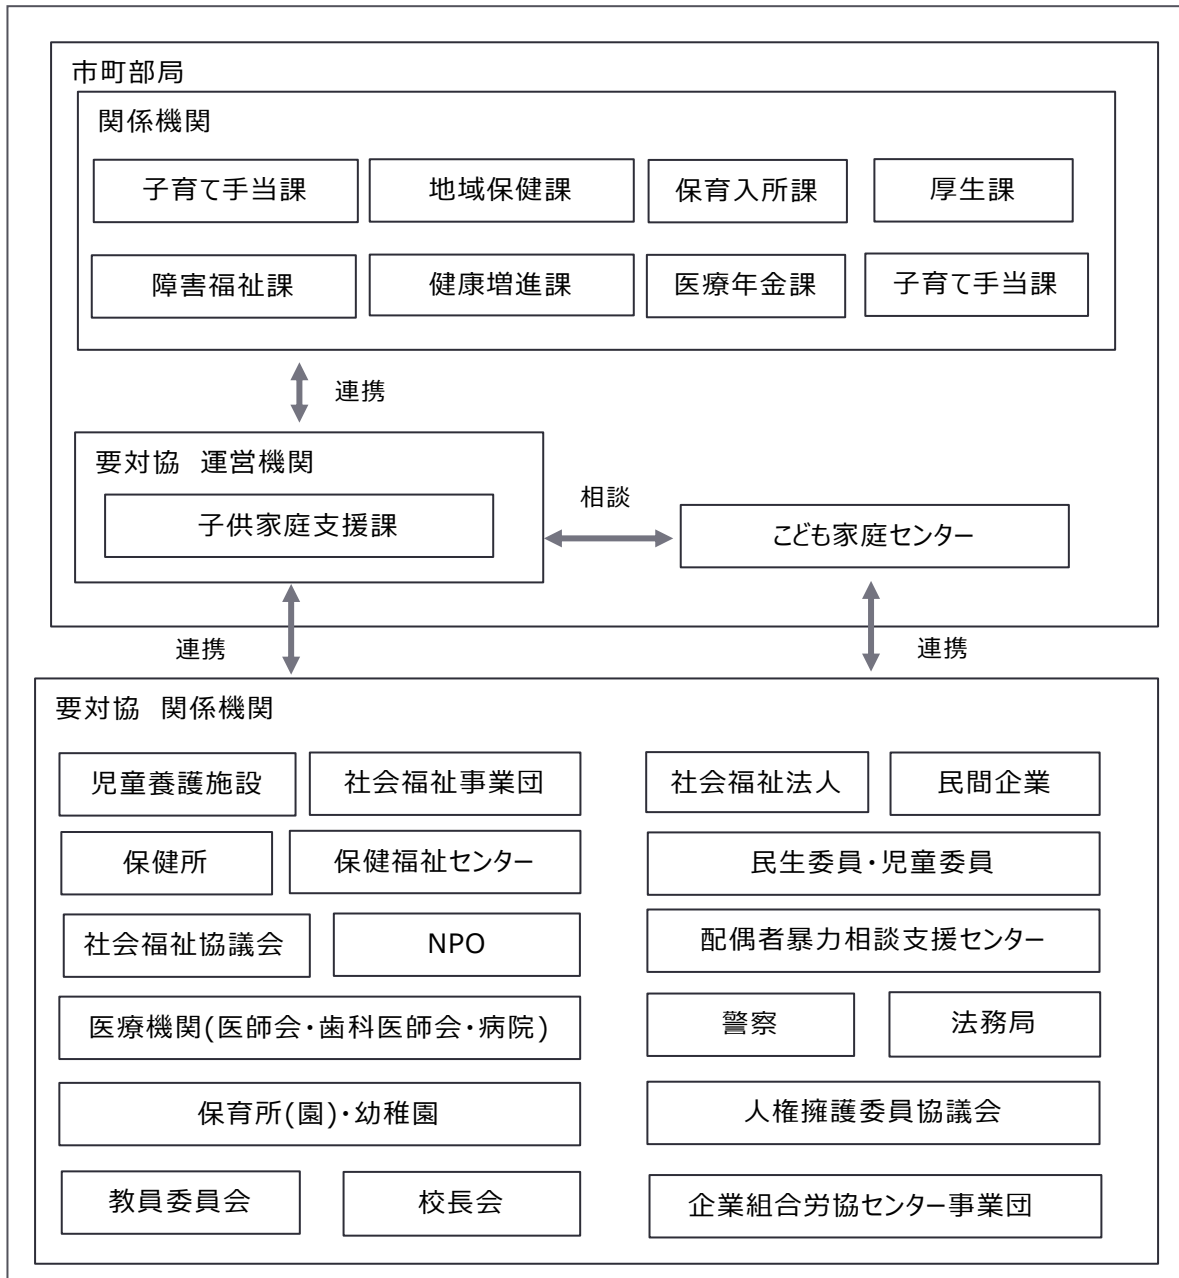 市町部局
関係機関
子育て手当課
地域保健課
保育入所課
厚生課
障害福祉課
健康増進課
医療年金課
子育て手当課
連携
要対協　運営機関
子供家庭支援課
相談
こども家庭センター
連携
連携
要対協　関係機関
児童養護施設
社会福祉事業団
社会福祉法人
民間企業
保健所
保健福祉センター
民生委員・児童委員
社会福祉協議会
NPO
配偶者暴力相談支援センター
医療機関(医師会・歯科医師会・病院)
警察
法務局
保育所(園)・幼稚園
人権擁護委員協議会
教員委員会
校長会
企業組合労協センター事業団